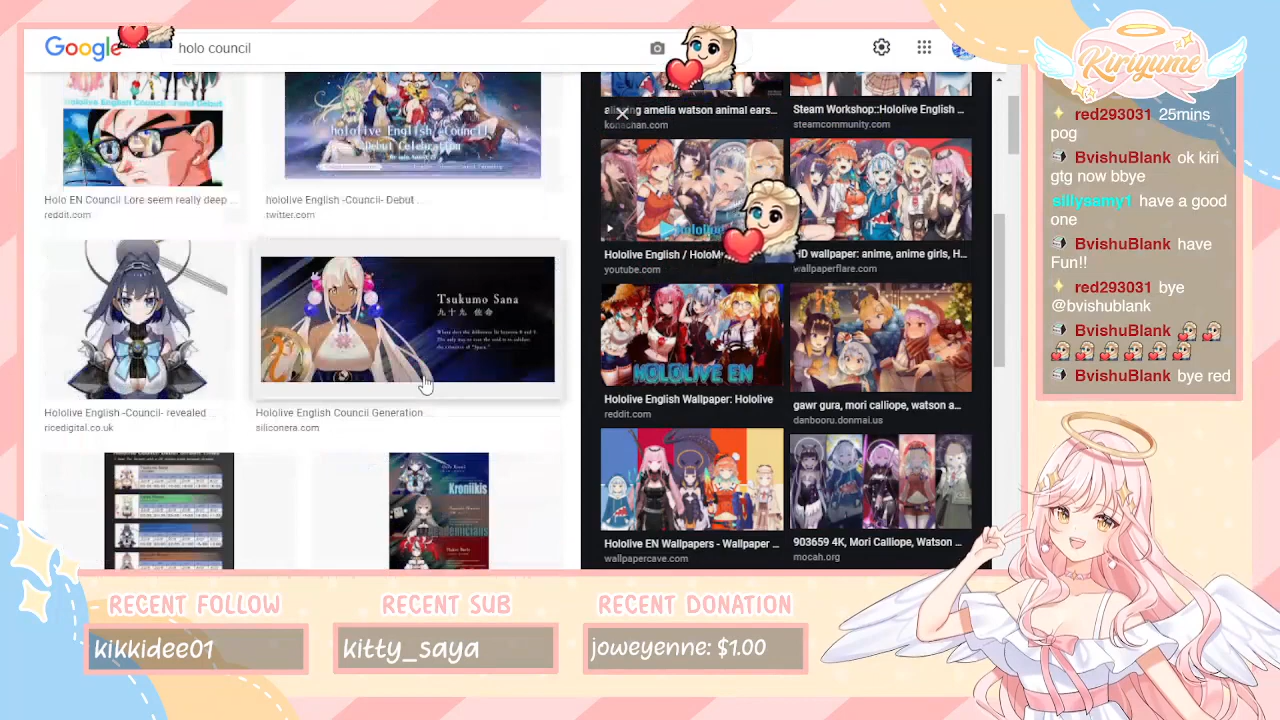 Google
holo council
hololive English -Council-
Debut Celebration
Holo EN Council Lore seem really deep ...
reddit.com
hololive English -Council- Debut ...
twitter.com
Tsukumo Sana
九十九 佐命
Hololive English -Council- revealed ...
ricedigital.co.uk
Hololive English Council Generation ...
siliconera.com
Kroniikis
amelia watson animal ears...
konachan.com
Steam Workshop::Hololive English ...
steamcommunity.com
hololive
youtube.com
HD wallpaper: anime, anime girls, H...
wallpaperflare.com
HOLOLIVE EN
Hololive English Wallpaper: Hololive
reddit.com
gawr gura, mori calliope, watson a...
danbooru.donmai.us
Hololive EN Wallpapers - Wallpaper ...
wallpapercave.com
903659 4K, Mori Calliope, Watson ...
mocah.org
Kiriyume
red293031 25mins
pog
BvishuBlank ok kiri
gtg now bbye
sillysamy1 have a good
one
BvishuBlank have
Fun!!
red293031 bye
@bvishublank
BvishuBlank
BvishuBlank bye red
RECENT FOLLOW
kikkidee01
RECENT SUB
kitty_saya
RECENT DONATION
joweyenne: $1.00